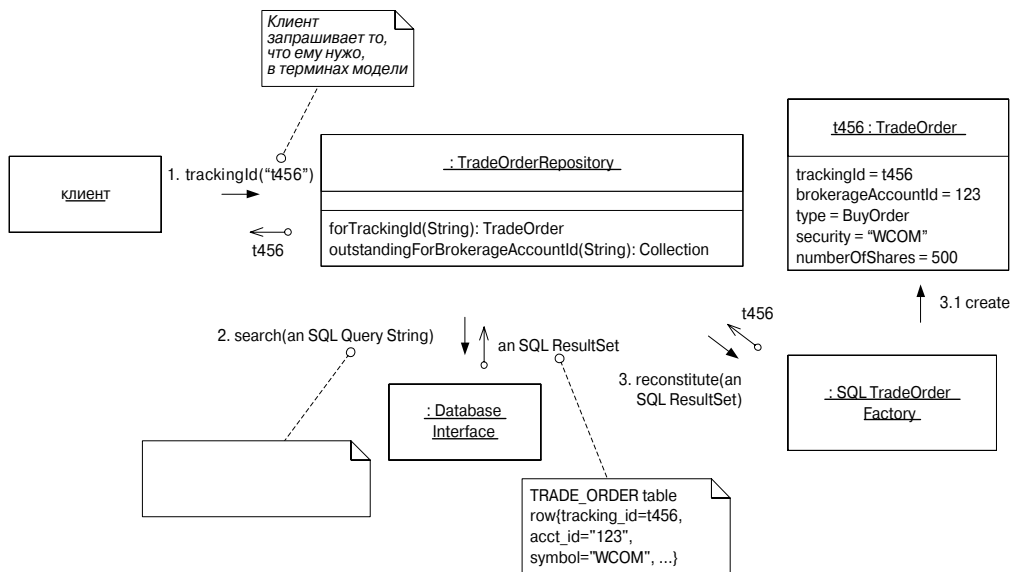 Клиент
запрашивает то,
что ему нужо,
в терминах модели
t456 : TradeOrder
trackingId = t456
brokerageAccountId = 123
type = BuyOrder
security = “WCOM”
numberOfShares = 500
клиент
1. trackingId(“t456”)
t456
: TradeOrderRepository
forTrackingId(String): TradeOrder
outstandingForBrokerageAccountId(String): Collection
3.1 create
t456
2. search(an SQL Query String)
an SQL ResultSet
3. reconstitute(an
SQL ResultSet)
: SQL TradeOrder
Factory
: Database
Interface
TRADE_ORDER table
row{tracking_id=t456,
acct_id="123",
symbol="WCOM", ...}